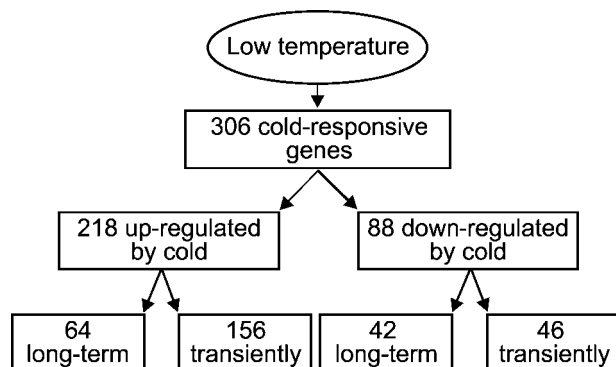 Low temperature
306 cold-responsive
genes
218 up-regulated
by cold
88 down-regulated
by cold
64
long-term
156
transiently
42
long-term
46
transiently